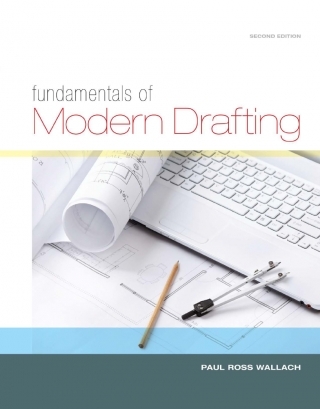 SECOND EDITION
fundamentals of
Modern Drafting
PAUL ROSS WALLACH